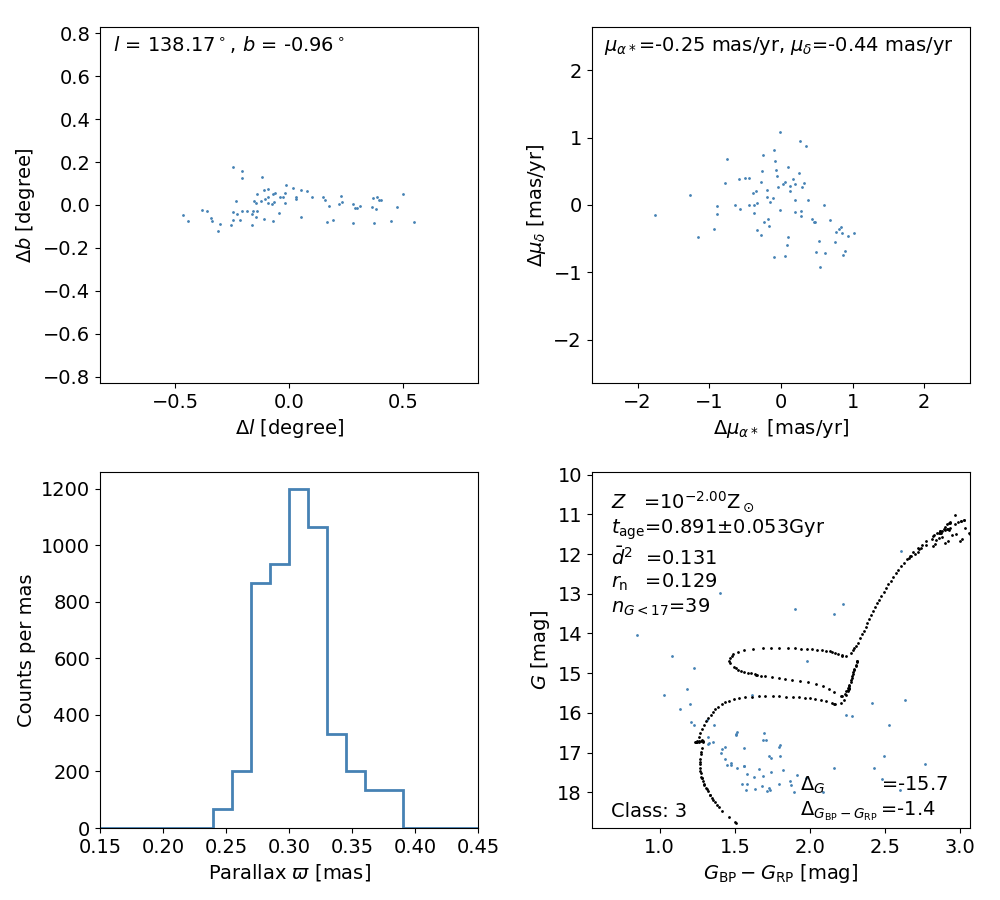 l = 138.17°, b = -0.96°
0.8
0.6
0.4
0.2
0.0
−0.2
−0.4
−0.6
−0.8
Δb [degree]
−0.5 0.0 0.5
Δl [degree]
μα*=-0.25 mas/yr, μδ=-0.44 mas/yr
2
1
0
−1
−2
Δμδ [mas/yr]
−2 −1 0 1 2
Δμα* [mas/yr]
1200
1000
800
600
400
200
0
Counts per mas
0.15 0.20 0.25 0.30 0.35 0.40 0.45
Parallax ϖ [mas]
10
11
12
13
14
15
16
17
18
G [mag]
Z =10^−2.00 Z⊙
t_age=0.891±0.053Gyr
d̄² =0.131
r_n =0.129
n_G<17=39
Δ_G =-15.7
Class: 3 Δ_GBP−GRP =-1.4
1.0 1.5 2.0 2.5 3.0
G_BP − G_RP [mag]